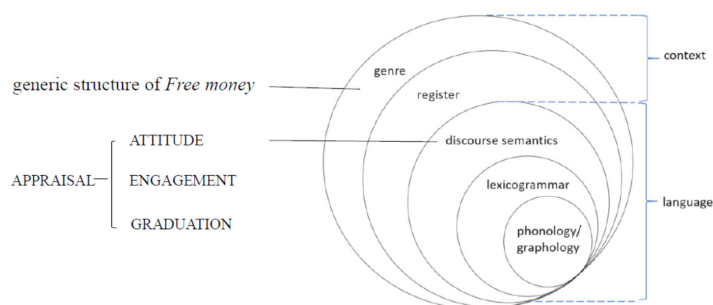 genre
context
generic structure of Free money
register
ATTITUDE
discourse semantics
APPRAISAL
ENGAGEMENT
lexicogrammar
language
GRADUATION
phonology/
graphology